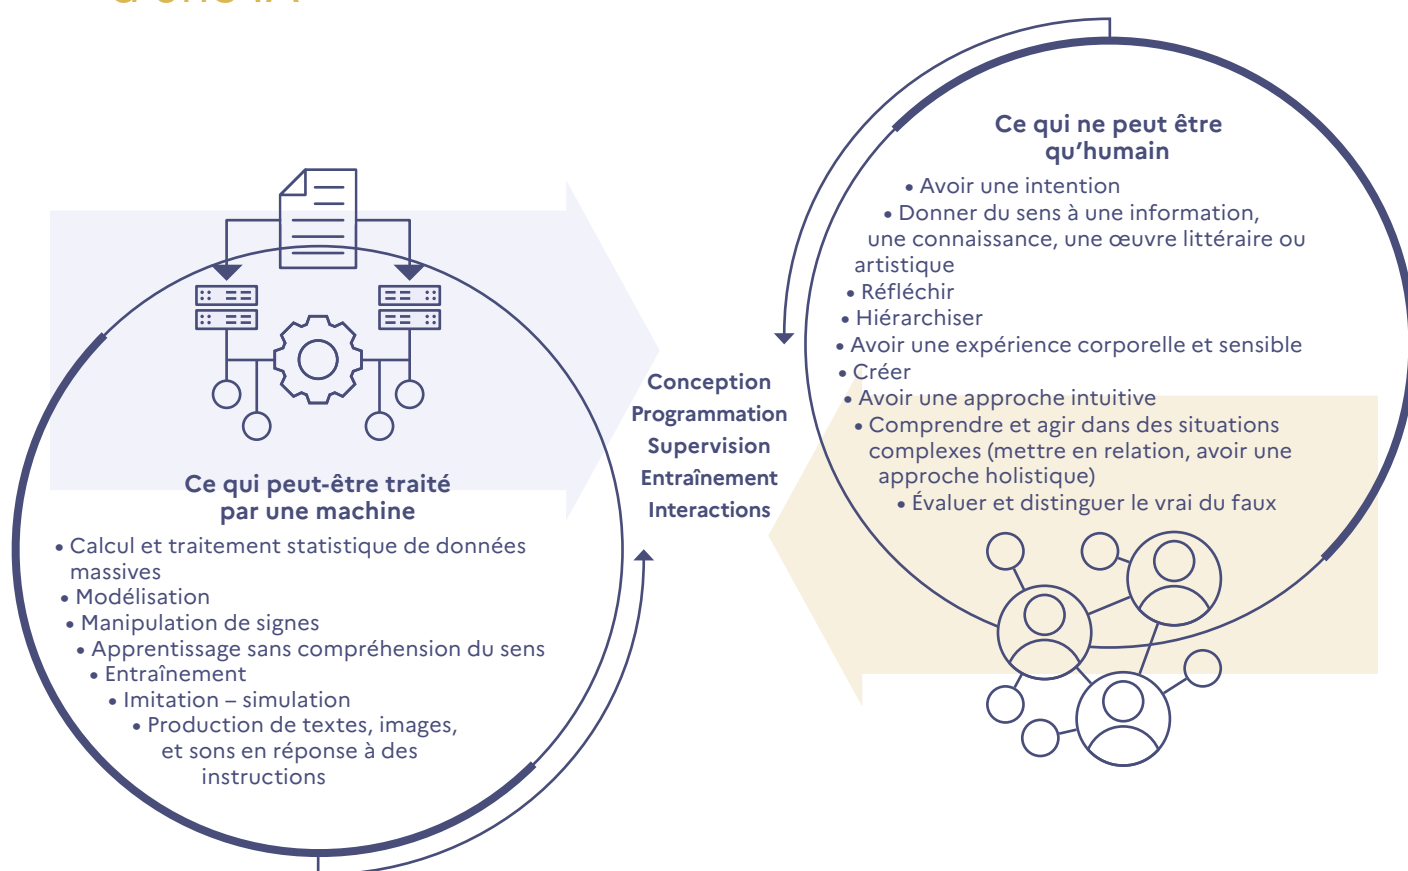 d'une IA
Ce qui peut-être traité
par une machine
• Calcul et traitement statistique de données
massives
• Modélisation
• Manipulation de signes
• Apprentissage sans compréhension du sens
• Entraînement
• Imitation – simulation
• Production de textes, images,
et sons en réponse à des
instructions
Conception
Programmation
Supervision
Entraînement
Interactions
Ce qui ne peut être
qu’humain
• Avoir une intention
• Donner du sens à une information,
une connaissance, une œuvre littéraire ou
artistique
• Réfléchir
• Hiérarchiser
• Avoir une expérience corporelle et sensible
• Créer
• Avoir une approche intuitive
• Comprendre et agir dans des situations
complexes (mettre en relation, avoir une
approche holistique)
• Évaluer et distinguer le vrai du faux